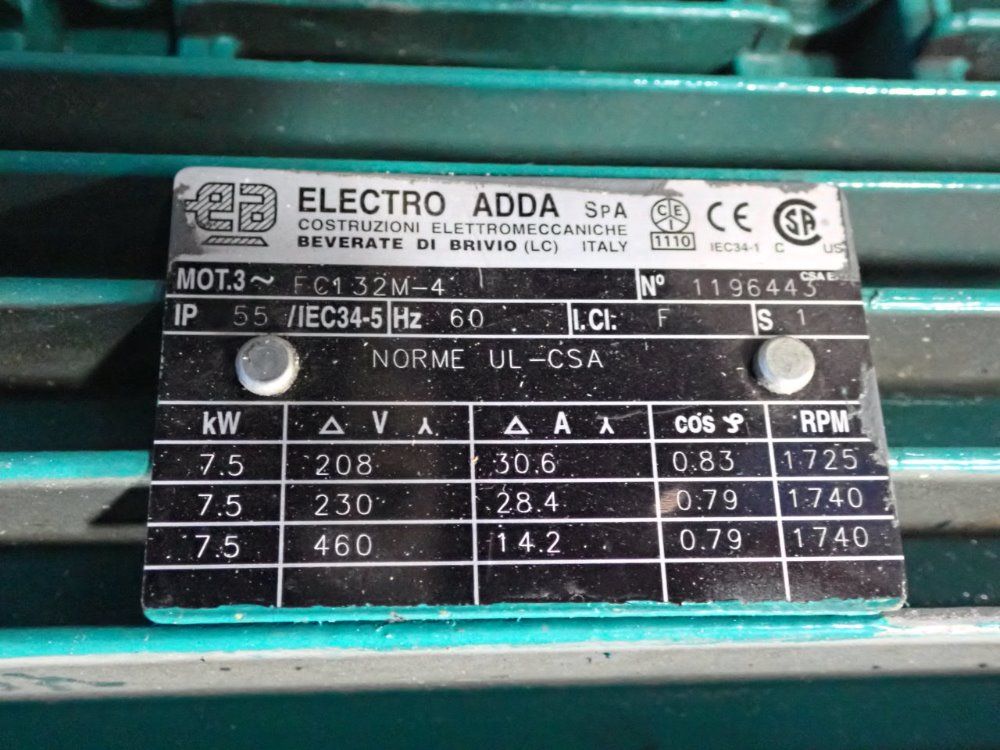 ea ELECTRO ADDA SpA
COSTRUZIONI ELETTROMECCANICHE
BEVERATE DI BRIVIO (LC) ITALY
CEI 1110 CE IEC34-1 C SA US
MOT.3~ FC132M-4 Nº 1196443 CSA E.
IP 55 /IEC34-5 Hz 60 I.Cl. F S 1
NORME UL-CSA
kW Δ V Y Δ A Y cos φ RPM
7.5 208 30.6 0.83 1725
7.5 230 28.4 0.79 1740
7.5 460 14.2 0.79 1740